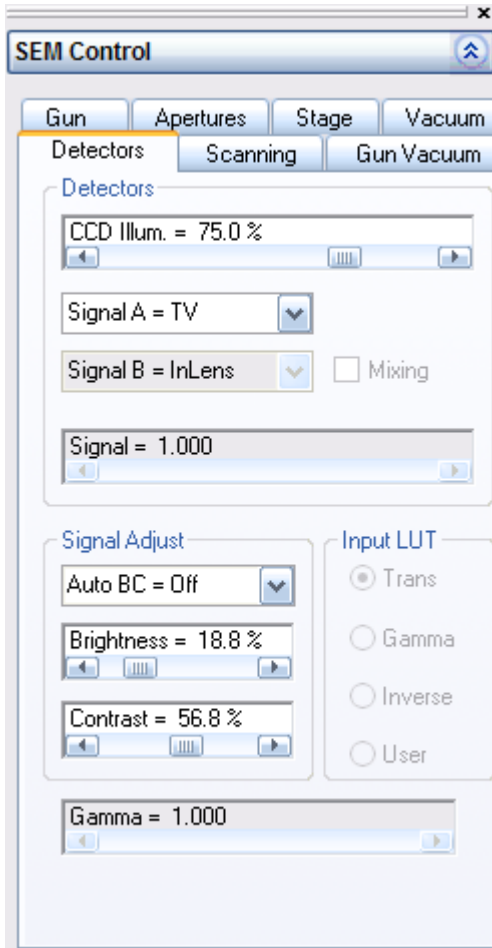 SEM Control
Gun Apertures Stage Vacuum
Detectors Scanning Gun Vacuum
Detectors
CCD Illum. = 75.0 %
Signal A = TV
Signal B = InLens Mixing
Signal = 1.000
Signal Adjust
Auto BC = Off
Brightness = 18.8 %
Contrast = 56.8 %
Input LUT
Trans
Gamma
Inverse
User
Gamma = 1.000